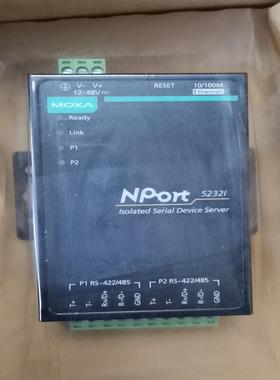 V- V+
12~48V
RESET
10/100M
Ethernet
MOXA
Ready
Link
P1
P2
NPort 5232I
Isolated Serial Device Server
P1 RS-422/485
P2 RS-422/485
T+ T- R+/D+ R-/D- GND T+ T- R+/D+ R-/D- GND